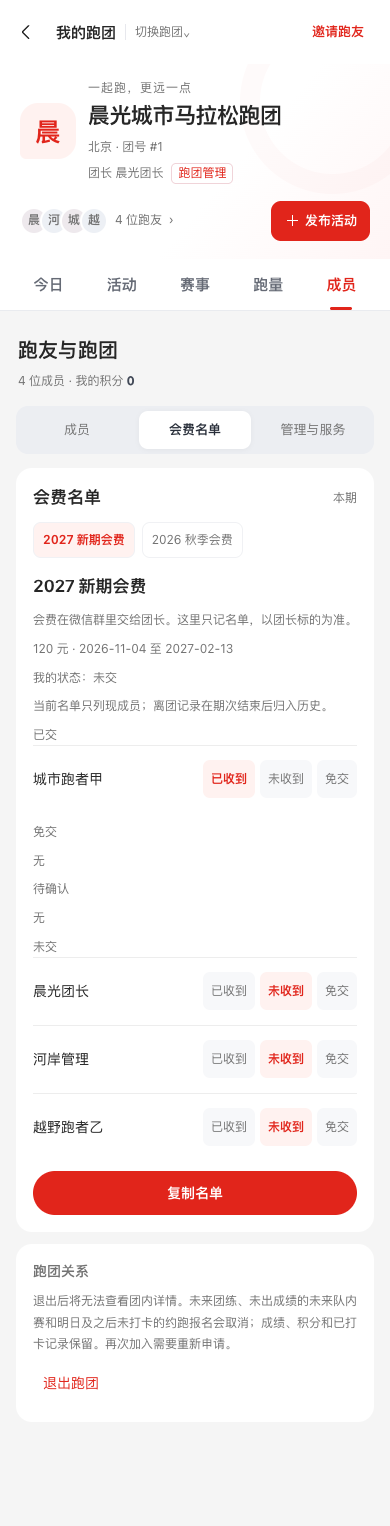 我的跑团 切换跑团⌄ 邀请跑友
一起跑，更远一点
晨
晨光城市马拉松跑团
北京 · 团号 #1
团长 晨光团长 跑团管理
晨 河 城 越 4 位跑友 › ＋ 发布活动
今日 活动 赛事 跑量 成员
跑友与跑团
4 位成员 · 我的积分 0
成员 会费名单 管理与服务
会费名单 本期
2027 新期会费 2026 秋季会费
2027 新期会费
会费在微信群里交给团长。这里只记名单，以团长标的为准。
120 元 · 2026-11-04 至 2027-02-13
我的状态：未交
当前名单只列现成员；离团记录在期次结束后归入历史。
已交
城市跑者甲 已收到 未收到 免交
免交
无
待确认
无
未交
晨光团长 已收到 未收到 免交
河岸管理 已收到 未收到 免交
越野跑者乙 已收到 未收到 免交
复制名单
跑团关系
退出后将无法查看团内详情。未来团练、未出成绩的未来队内
赛和明日及之后未打卡的约跑报名会取消；成绩、积分和已打
卡记录保留。再次加入需要重新申请。
退出跑团